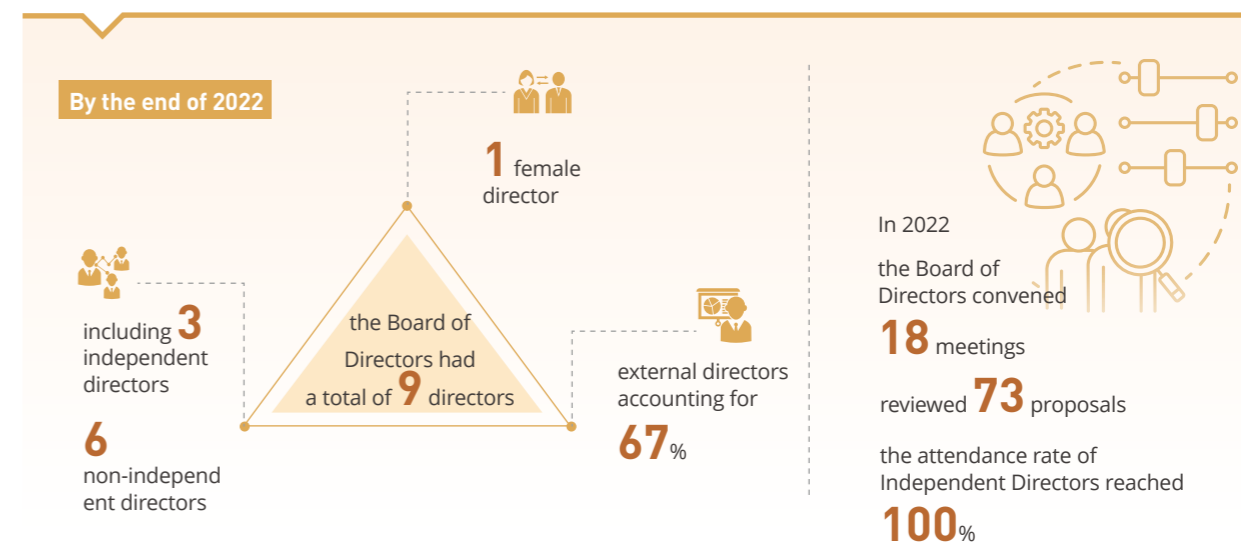 By the end of 2022
1 female
director
including 3
independent
directors
6
non-independ
ent directors
the Board of
Directors had
a total of 9 directors
external directors
accounting for
67%
In 2022
the Board of
Directors convened
18 meetings
reviewed 73 proposals
the attendance rate of
Independent Directors reached
100%